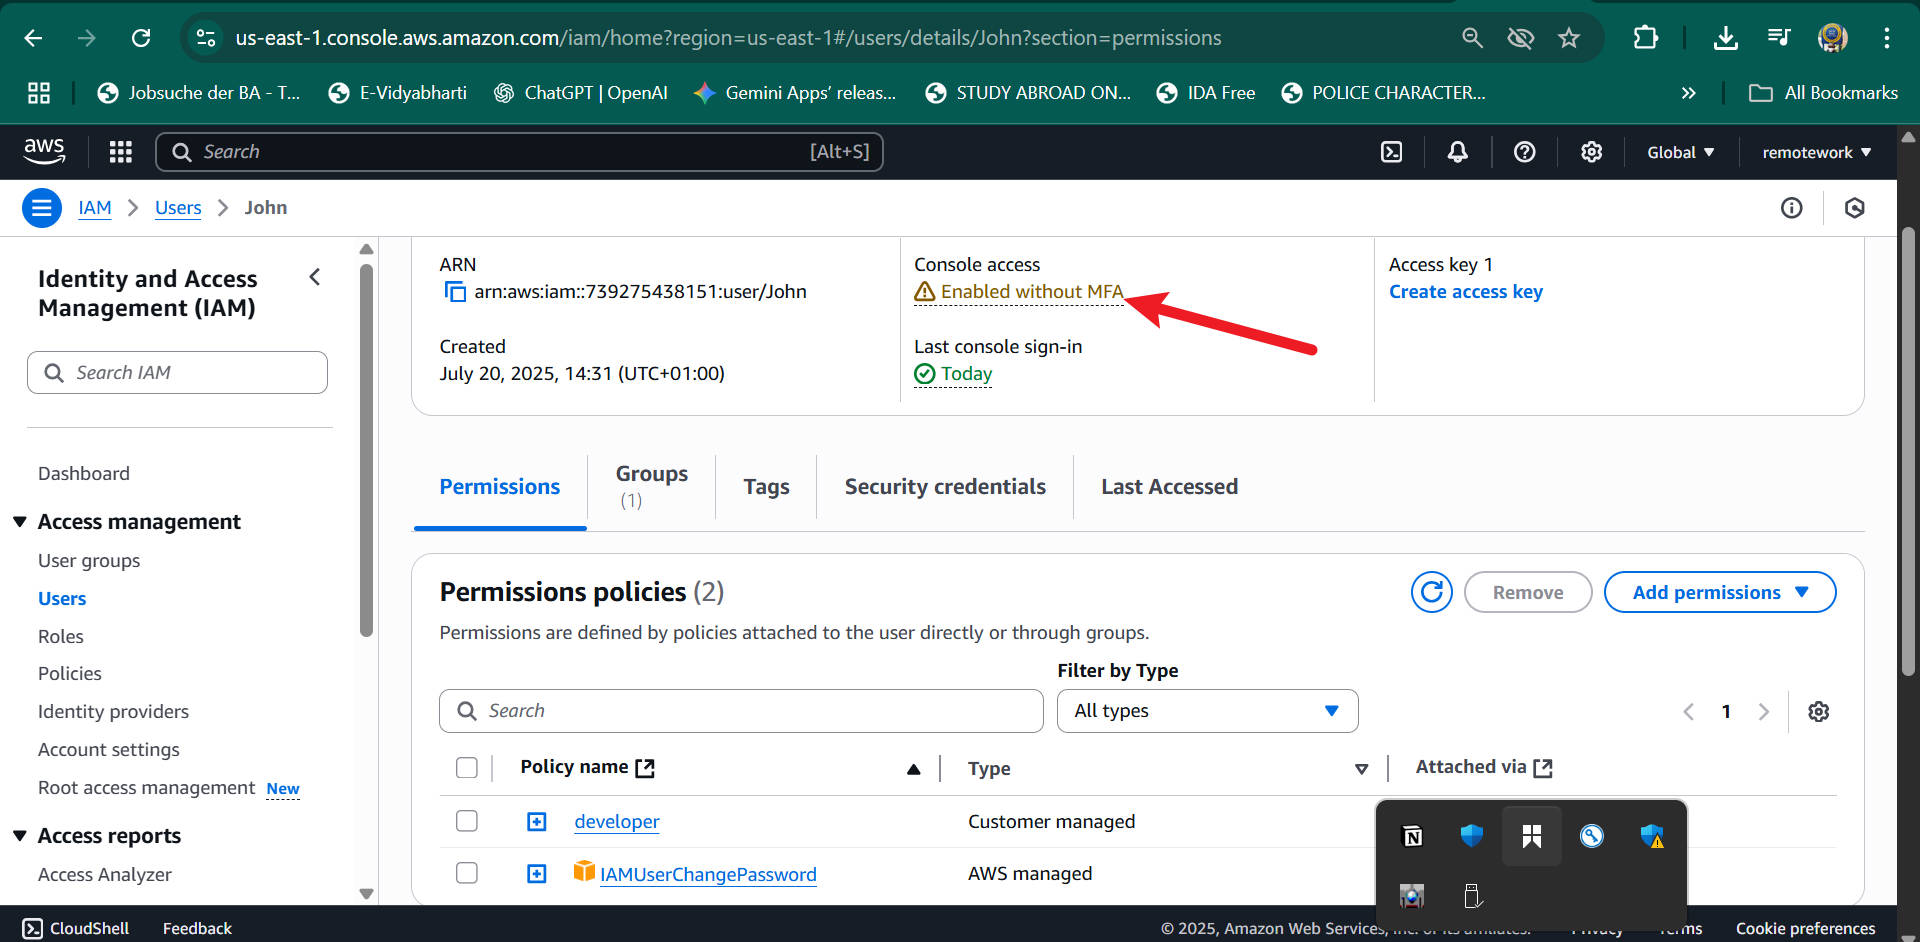 us-east-1.console.aws.amazon.com/iam/home?region=us-east-1#/users/details/John?section=permissions
Jobsuche der BA - T... E-Vidyabharti ChatGPT | OpenAI Gemini Apps’ releas... STUDY ABROAD ON... IDA Free POLICE CHARACTER... » All Bookmarks
aws Search [Alt+S] Global remotework
IAM > Users > John
Identity and Access
Management (IAM)
Search IAM
Dashboard
Access management
User groups
Users
Roles
Policies
Identity providers
Account settings
Root access management New
Access reports
Access Analyzer
ARN
arn:aws:iam::739275438151:user/John
Created
July 20, 2025, 14:31 (UTC+01:00)
Console access
Enabled without MFA
Last console sign-in
Today
Access key 1
Create access key
Permissions
Groups
(1)
Tags
Security credentials
Last Accessed
Permissions policies (2)
Remove
Add permissions
Permissions are defined by policies attached to the user directly or through groups.
Filter by Type
Search
All types
1
Policy name Type Attached via
developer Customer managed
IAMUserChangePassword AWS managed
N
CloudShell Feedback © 2025, Amazon Web Services, Inc. or its affiliates. Privacy Terms Cookie preferences